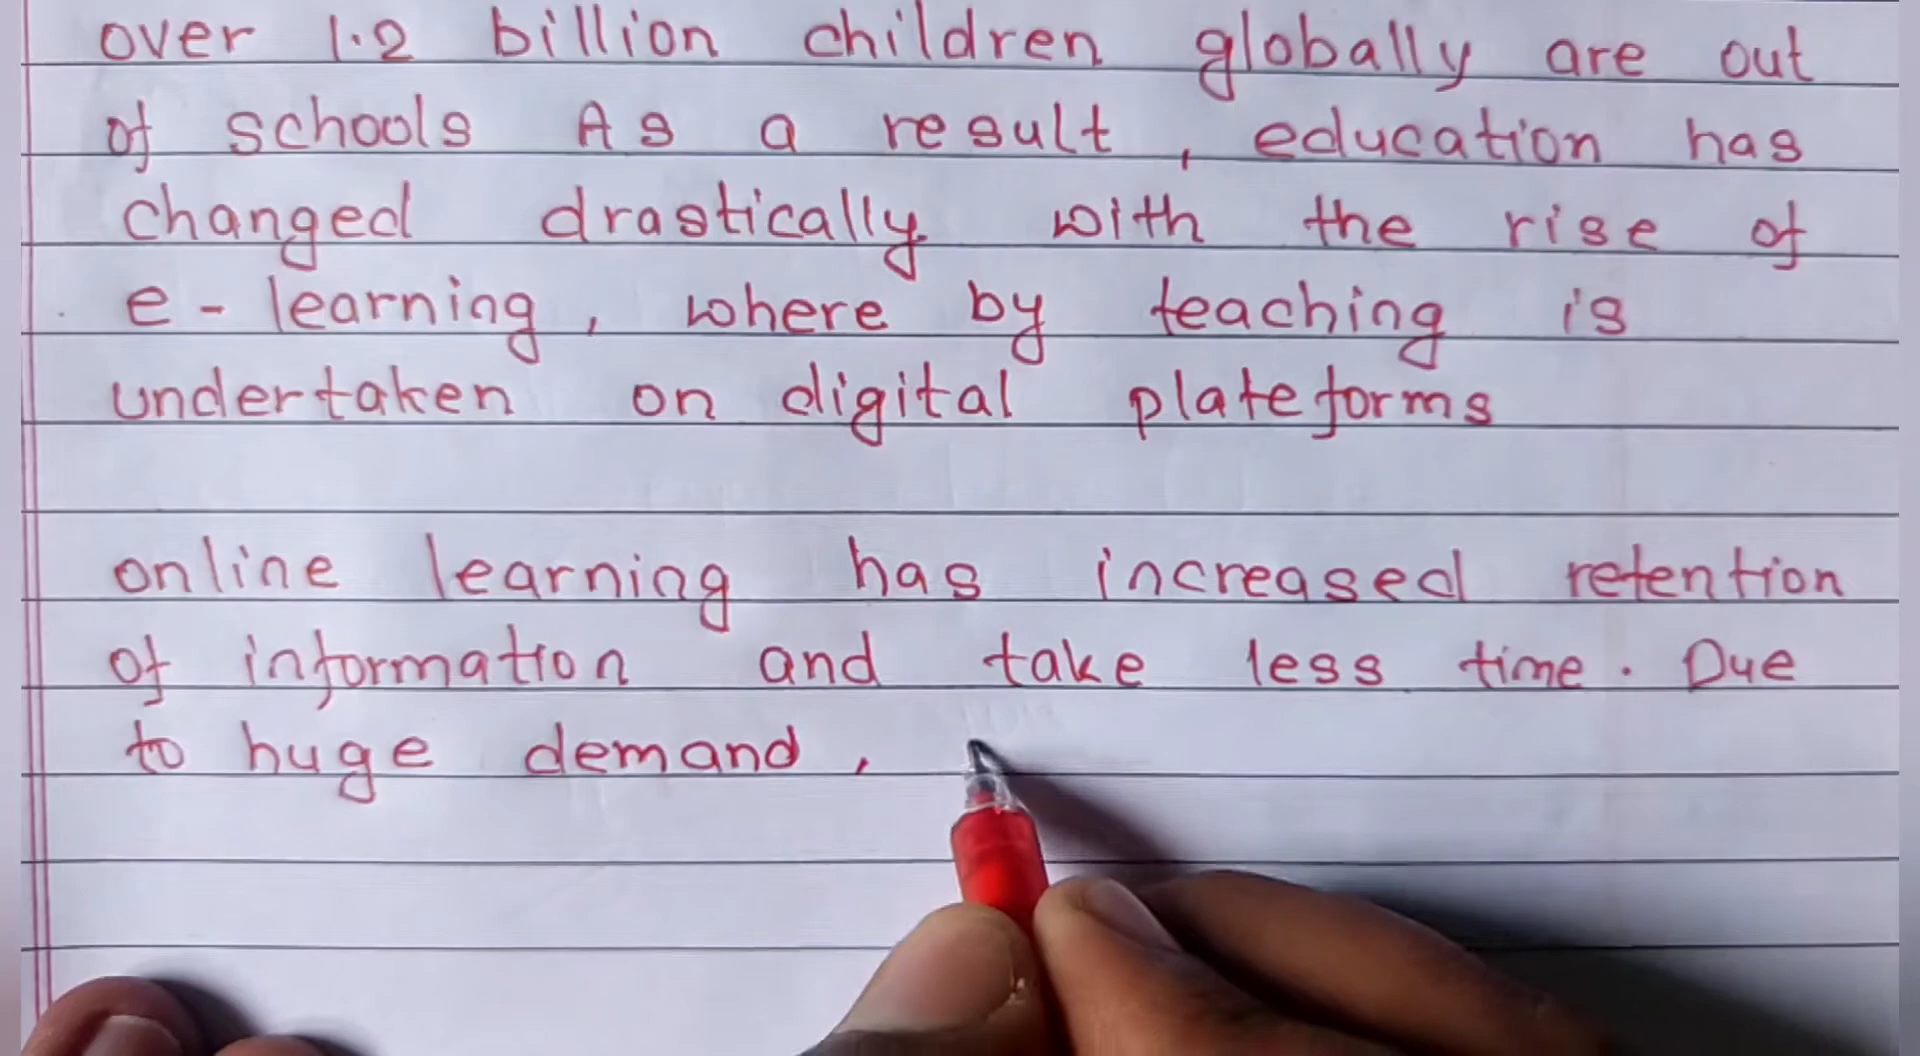 over 1.2 billion children globally are out
of schools As a result, education has
changed drastically with the rise of
e-learning, where by teaching is
undertaken on digital plateforms
online learning has increased retention
of information and take less time. Due
to huge demand,